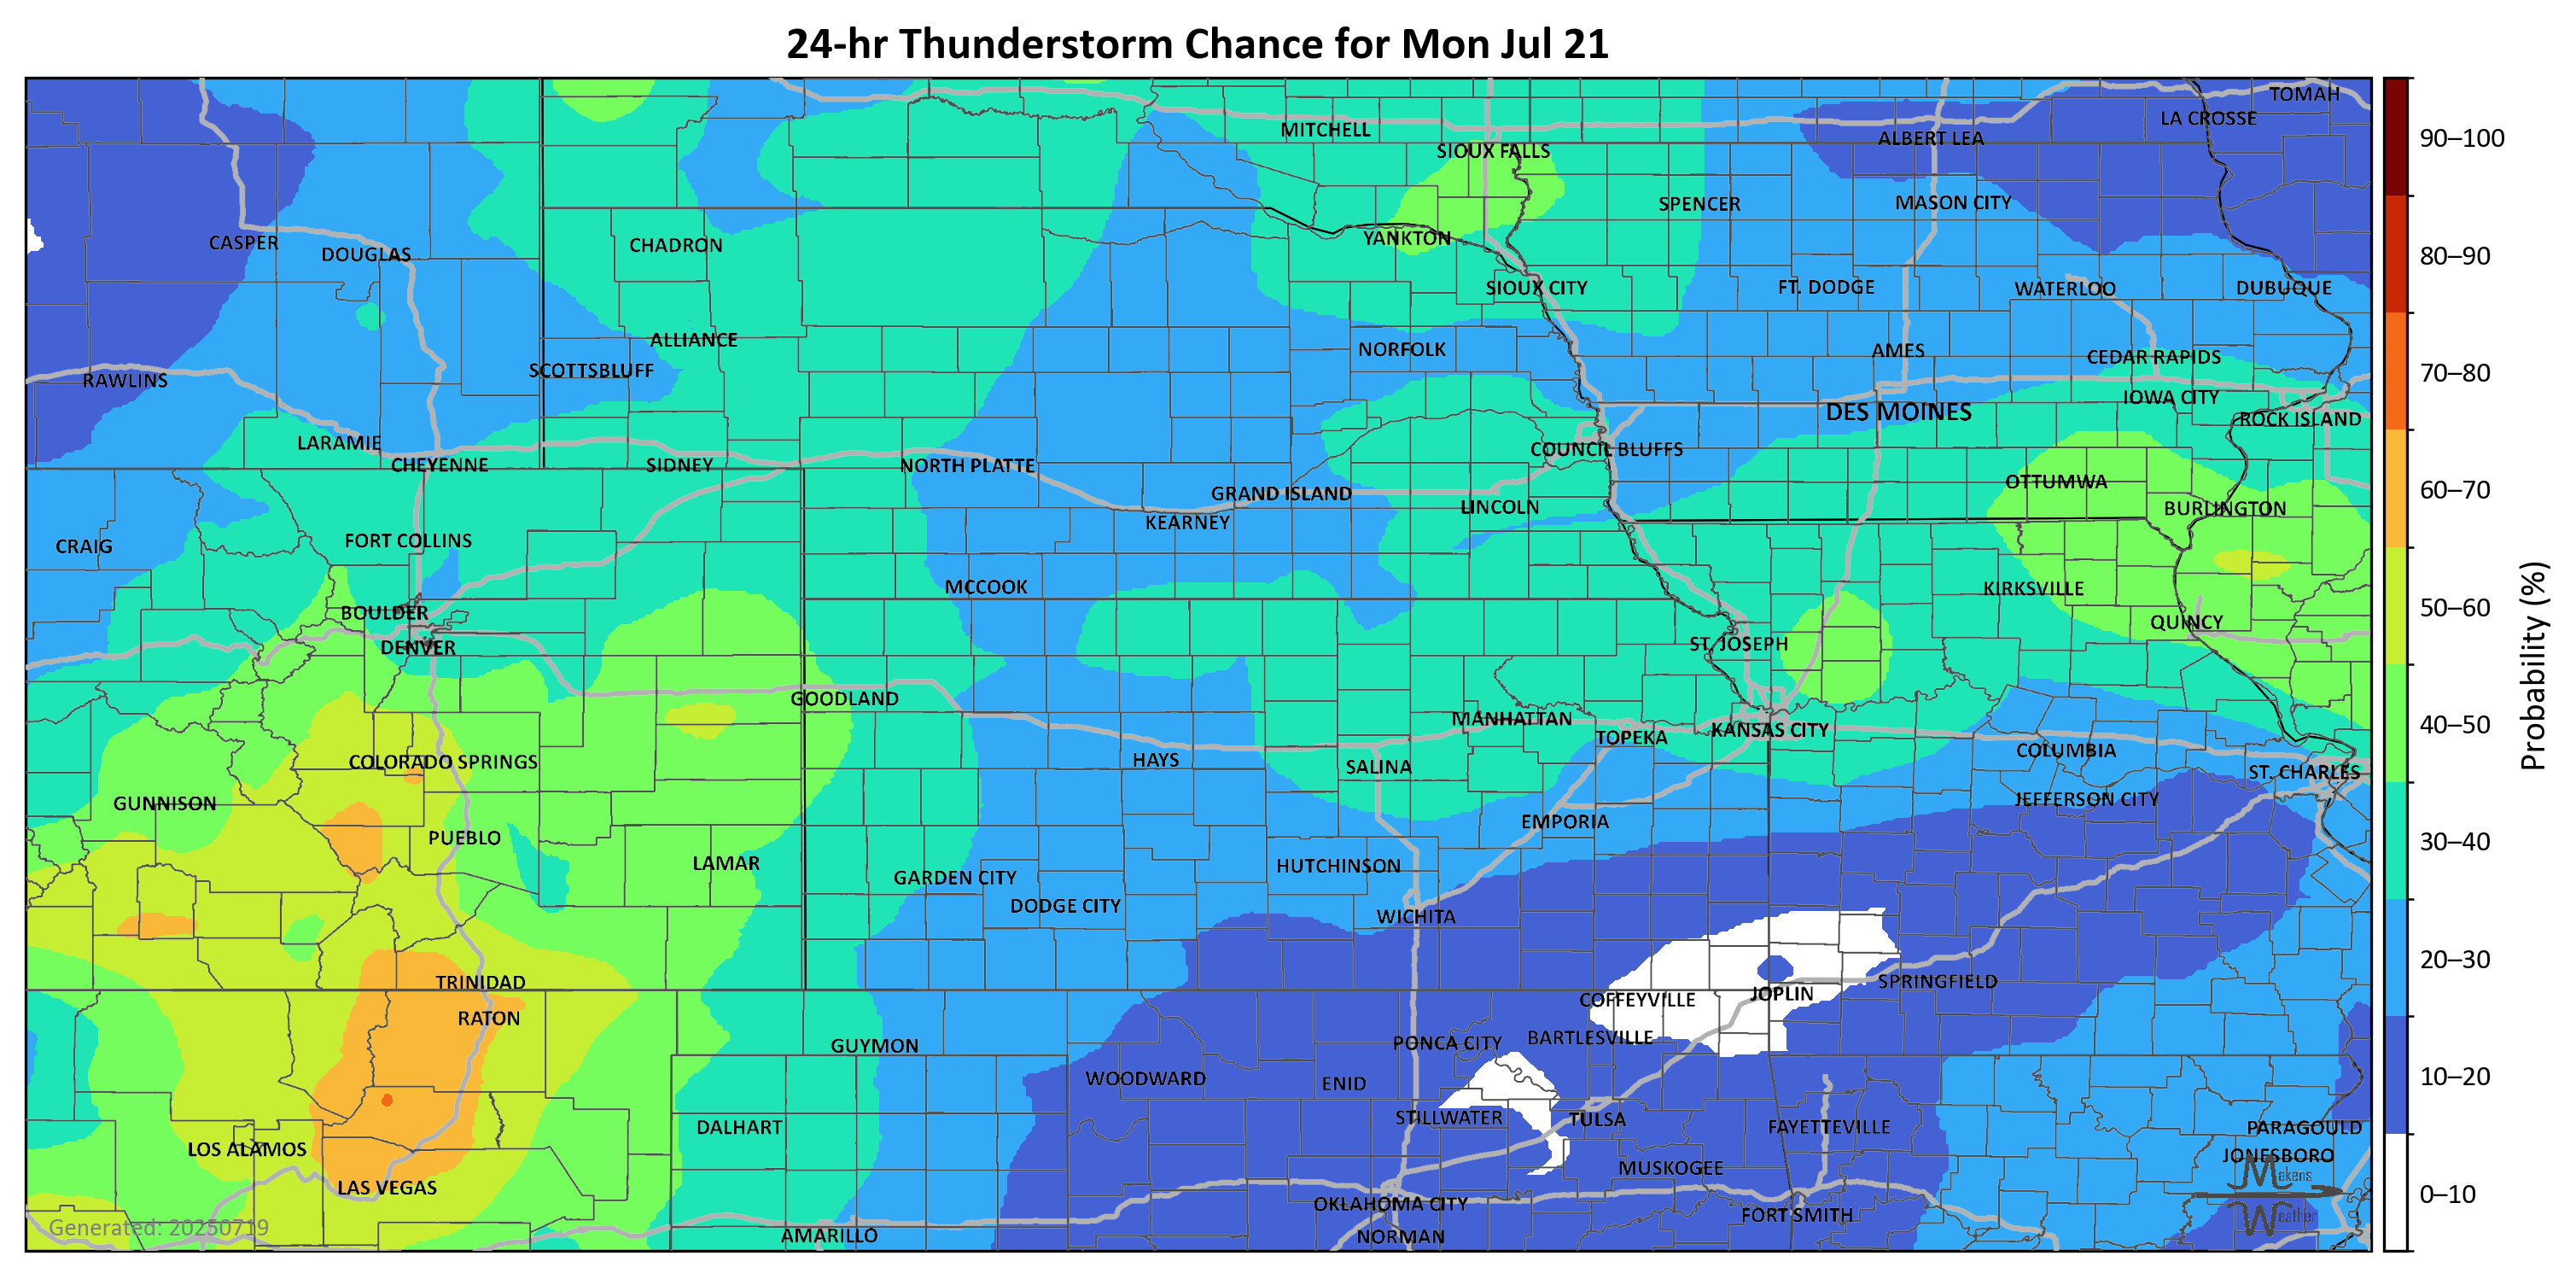 24-hr Thunderstorm Chance for Mon Jul 21
TOMAH
LA CROSSE
MITCHELL
ALBERT LEA
SIOUX FALLS
SPENCER
MASON CITY
CASPER
DOUGLAS
CHADRON
YANKTON
SIOUX CITY
FT. DODGE
WATERLOO
DUBUQUE
ALLIANCE
NORFOLK
AMES
CEDAR RAPIDS
RAWLINS
SCOTTSBLUFF
IOWA CITY
DES MOINES
ROCK ISLAND
LARAMIE
CHEYENNE
SIDNEY
NORTH PLATTE
COUNCIL BLUFFS
GRAND ISLAND
LINCOLN
OTTUMWA
BURLINGTON
KEARNEY
CRAIG
FORT COLLINS
MCCOOK
KIRKSVILLE
BOULDER
QUINCY
DENVER
ST. JOSEPH
GOODLAND
MANHATTAN
TOPEKA
KANSAS CITY
COLUMBIA
COLORADO SPRINGS
HAYS
SALINA
ST. CHARLES
GUNNISON
JEFFERSON CITY
PUEBLO
EMPORIA
LAMAR
GARDEN CITY
HUTCHINSON
DODGE CITY
WICHITA
TRINIDAD
SPRINGFIELD
COFFEYVILLE
JOPLIN
RATON
GUYMON
PONCA CITY
BARTLESVILLE
WOODWARD
ENID
DALHART
STILLWATER
TULSA
FAYETTEVILLE
PARAGOULD
LOS ALAMOS
JONESBORO
MUSKOGEE
LAS VEGAS
OKLAHOMA CITY
FORT SMITH
AMARILLO
NORMAN
Generated: 20250719
Makens
Weather
90–100
80–90
70–80
60–70
50–60
40–50
30–40
20–30
10–20
0–10
Probability (%)